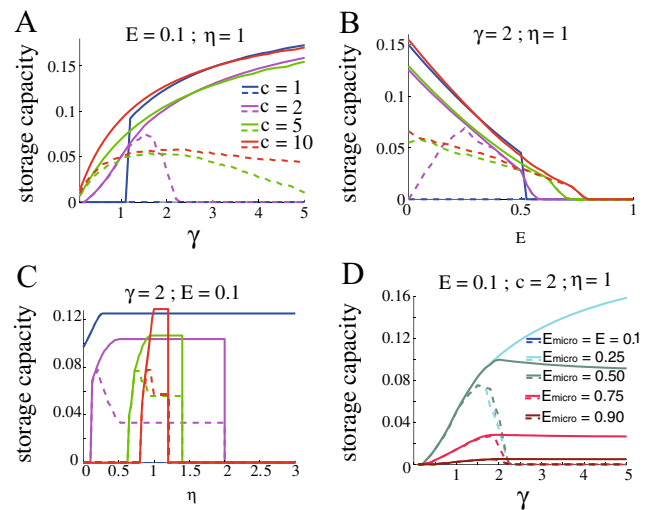 A
E = 0.1 ; η = 1
storage capacity
0.15
0.1
0.05
0
1
2
3
4
5
γ
c = 1
c = 2
c = 5
c = 10
B
γ = 2 ; η = 1
storage capacity
0.15
0.1
0.05
0
0
0.5
1
E
C
γ = 2 ; E = 0.1
storage capacity
0.12
0.08
0.04
0
0
0.5
1
1.5
2
2.5
3
η
D
E = 0.1 ; c = 2 ; η = 1
storage capacity
0.16
0.12
0.08
0.04
0
0
1
2
3
4
5
γ
Emicro = E = 0.1
Emicro = 0.25
Emicro = 0.50
Emicro = 0.75
Emicro = 0.90